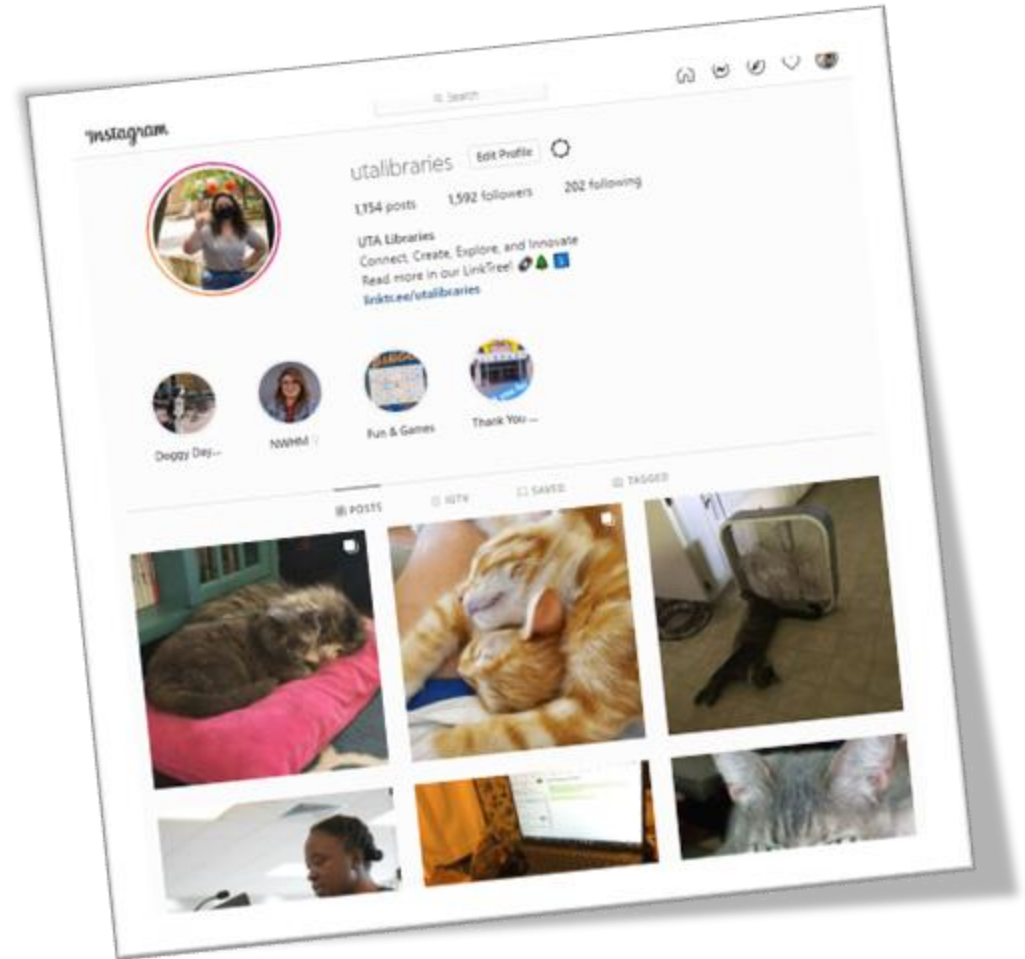 Instagram
Search
utalibraries Edit Profile
1,154 posts 1,592 followers 202 following
UTA Libraries
Connect, Create, Explore, and Innovate
Read more in our LinkTree!
linktr.ee/utalibraries
Doggy Day... NWHM Fun & Games Thank You ...
POSTS IGTV SAVED TAGGED